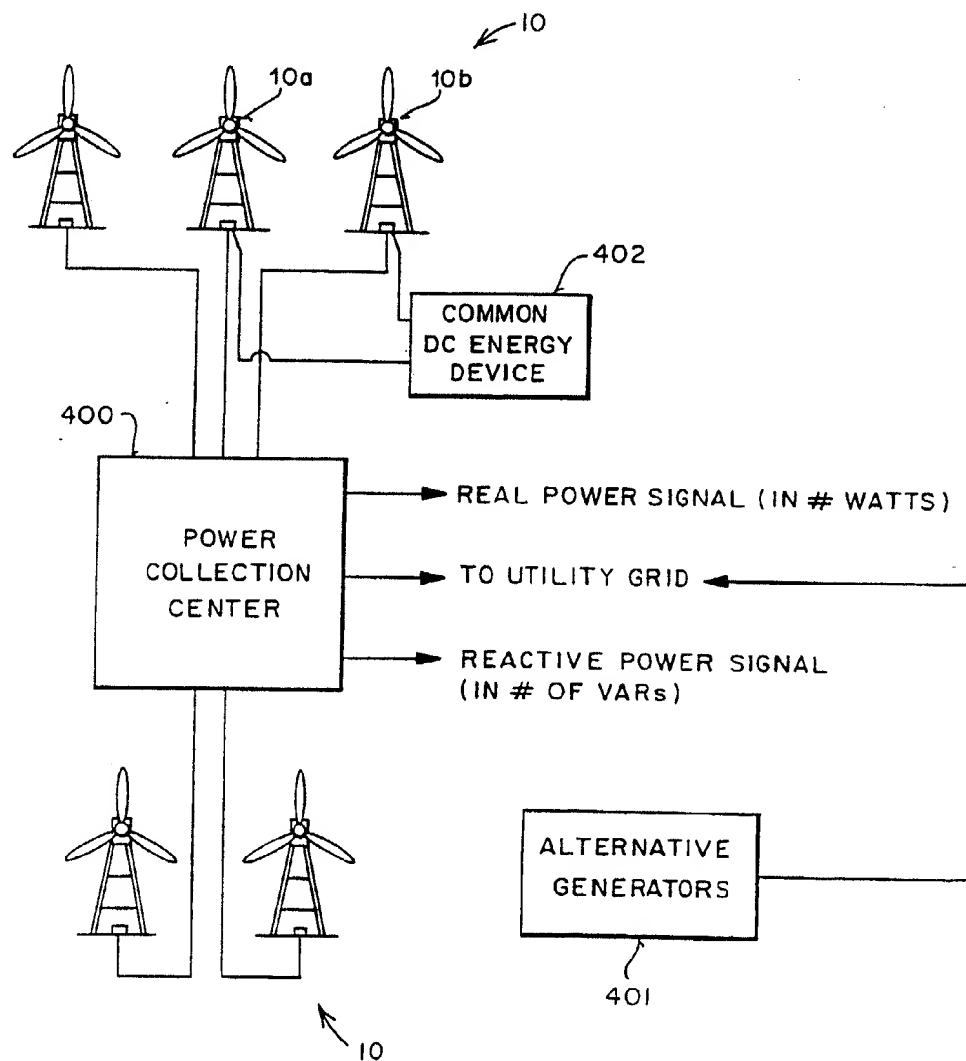 10
10a
10b
402
COMMON
DC ENERGY
DEVICE
400
POWER
COLLECTION
CENTER
REAL POWER SIGNAL (IN # WATTS)
TO UTILITY GRID
REACTIVE POWER SIGNAL
(IN # OF VARs)
ALTERNATIVE
GENERATORS
401
10